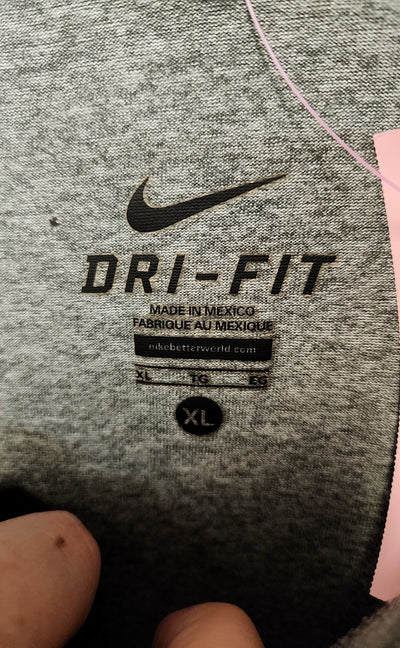 DRI-FIT
MADE IN MEXICO
FABRIQUE AU MEXIQUE
nikebetterworld.com
XL TG EG
XL